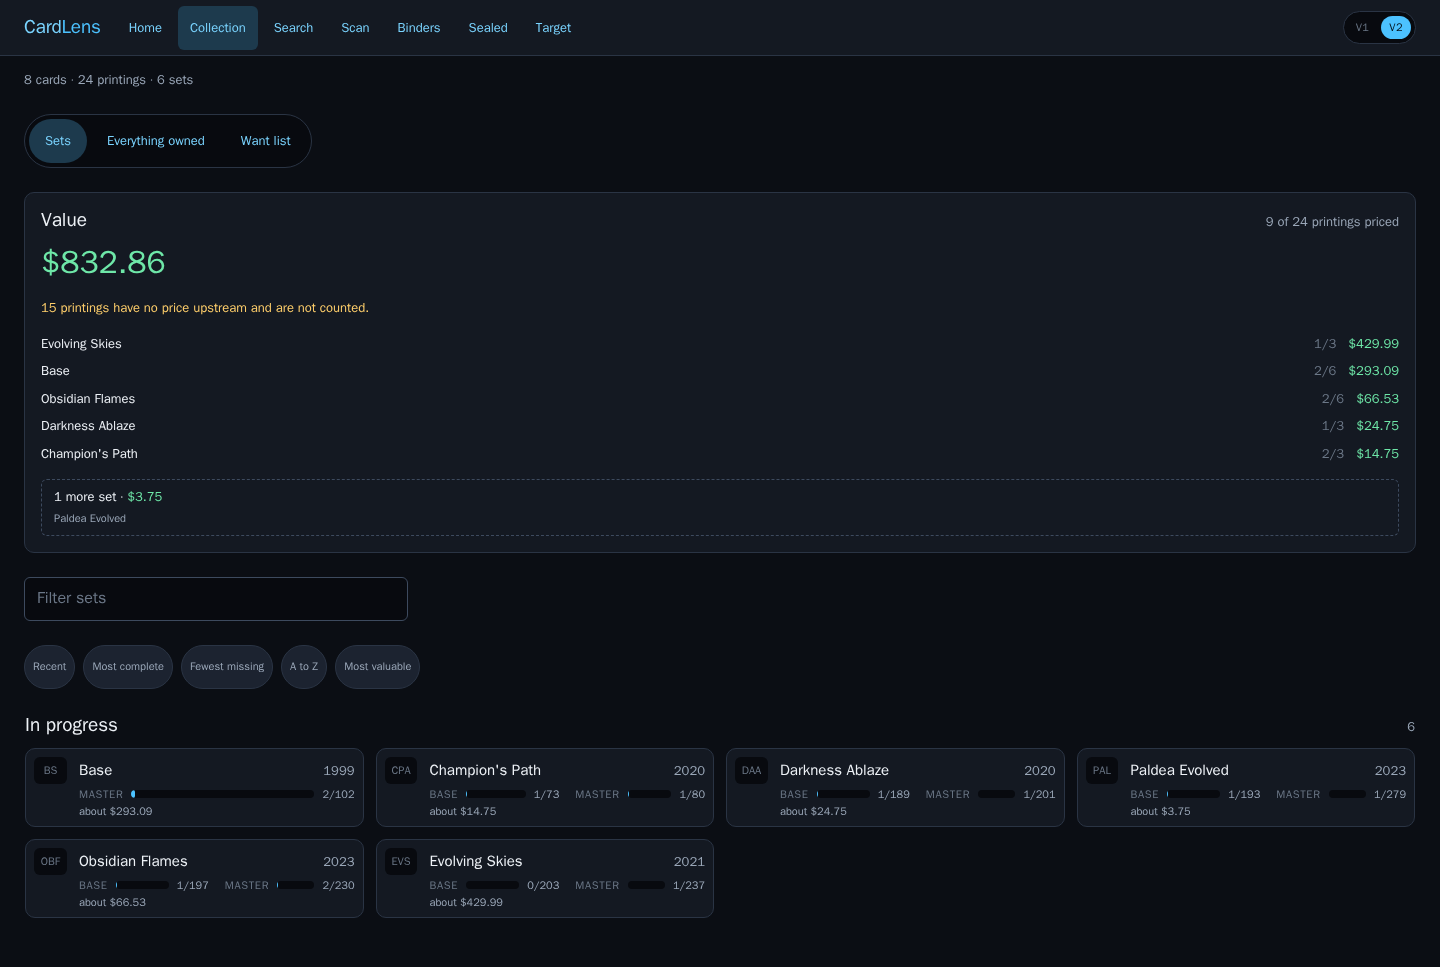 CardLens Home Collection Search Scan Binders Sealed Target V1 V2
8 cards · 24 printings · 6 sets
Sets Everything owned Want list
Value 9 of 24 printings priced
$832.86
15 printings have no price upstream and are not counted.
Evolving Skies 1/3 $429.99
Base 2/6 $293.09
Obsidian Flames 2/6 $66.53
Darkness Ablaze 1/3 $24.75
Champion's Path 2/3 $14.75
1 more set · $3.75
Paldea Evolved
Filter sets
Recent Most complete Fewest missing A to Z Most valuable
In progress 6
BS Base 1999
MASTER 2/102
about $293.09
CPA Champion's Path 2020
BASE 1/73 MASTER 1/80
about $14.75
DAA Darkness Ablaze 2020
BASE 1/189 MASTER 1/201
about $24.75
PAL Paldea Evolved 2023
BASE 1/193 MASTER 1/279
about $3.75
OBF Obsidian Flames 2023
BASE 1/197 MASTER 2/230
about $66.53
EVS Evolving Skies 2021
BASE 0/203 MASTER 1/237
about $429.99